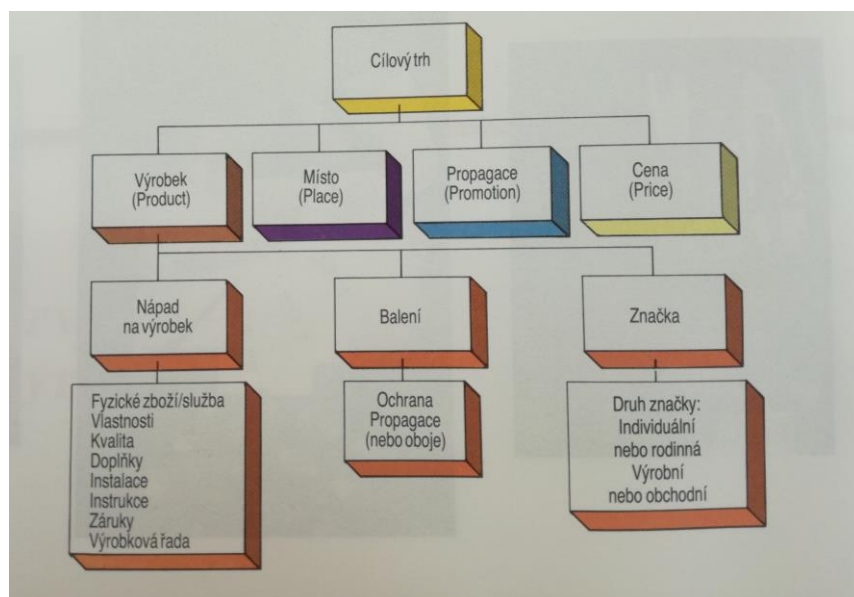 Cílový trh
Výrobek
(Product)
Místo
(Place)
Propagace
(Promotion)
Cena
(Price)
Nápad
na výrobek
Balení
Značka
Fyzické zboží/služba
Vlastnosti
Kvalita
Doplňky
Instalace
Instrukce
Záruky
Výrobková řada
Ochrana
Propagace
(nebo oboje)
Druh značky:
Individuální
nebo rodinná
Výrobní
nebo obchodní